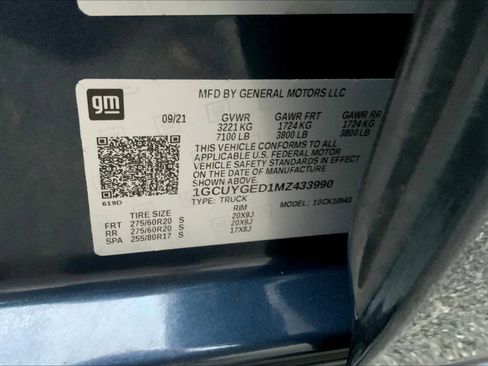 gm
MFD BY GENERAL MOTORS LLC
09/21 GVWR GAWR FRT GAWR RR
3221 KG 1724 KG 1724 KG
7100 LB 3800 LB 3800 LB
THIS VEHICLE CONFORMS TO ALL
APPLICABLE U.S. FEDERAL MOTOR
VEHICLE SAFETY STANDARDS IN EFFECT
ON THE DATE OF MANUFACTURE
SHOWN ABOVE.
619D
1GCUYGED1MZ433990
TYPE: TRUCK MODEL: 10CK10543
TIRE SIZE RIM
FRT 275/60R20 S 20X9J
RR 275/60R20 S 20X9J
SPA 255/80R17 S 17X8J